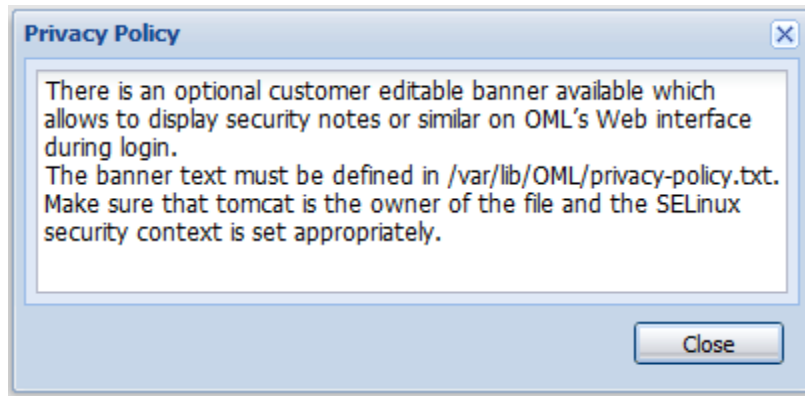 Privacy Policy
There is an optional customer editable banner available which
allows to display security notes or similar on OML's Web interface
during login.
The banner text must be defined in /var/lib/OML/privacy-policy.txt.
Make sure that tomcat is the owner of the file and the SELinux
security context is set appropriately.
Close